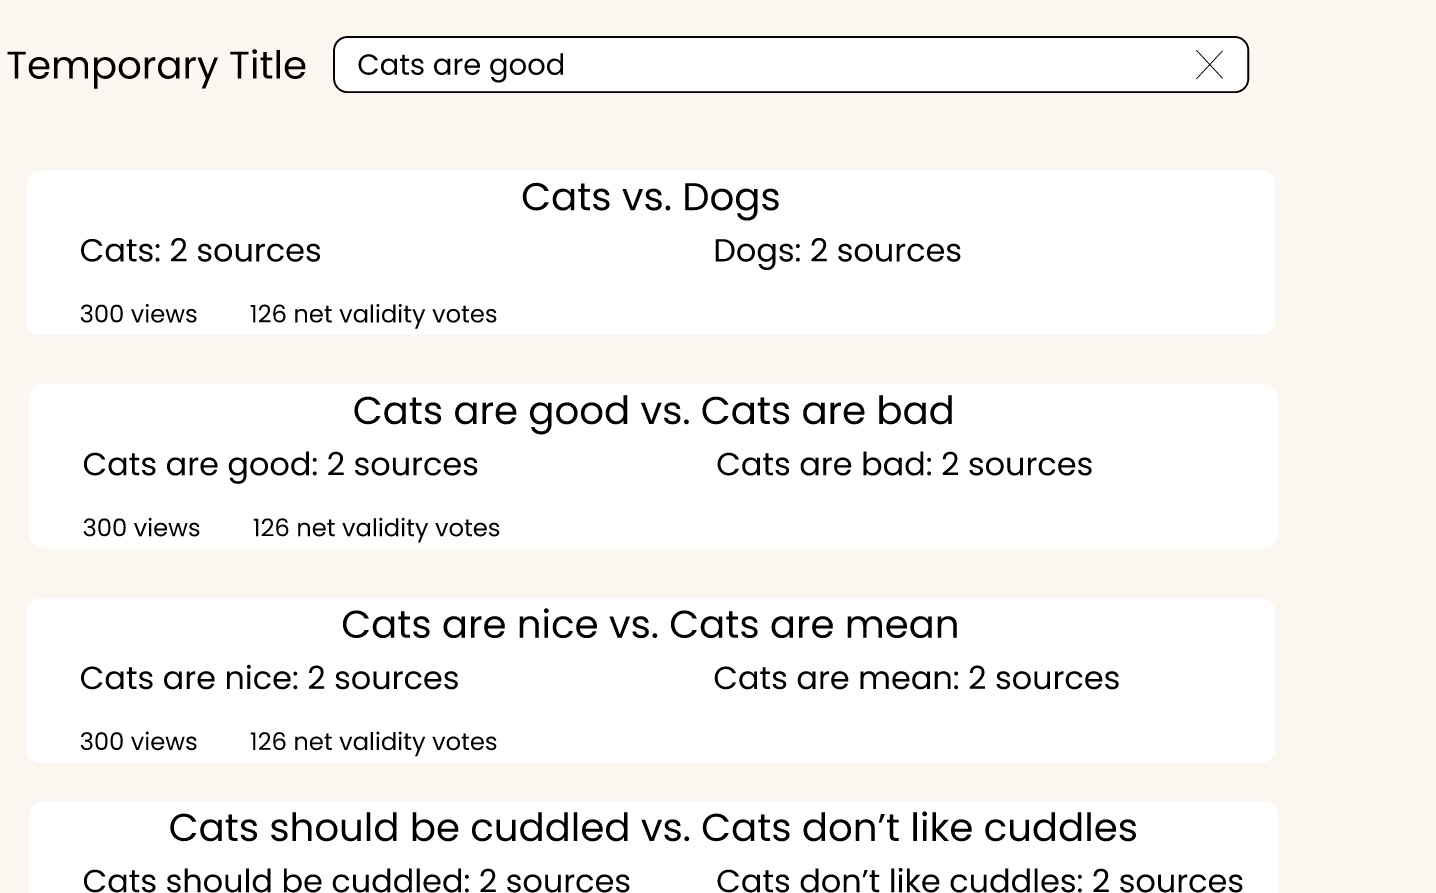 Temporary Title Cats are good
Cats vs. Dogs
Cats: 2 sources Dogs: 2 sources
300 views 126 net validity votes
Cats are good vs. Cats are bad
Cats are good: 2 sources Cats are bad: 2 sources
300 views 126 net validity votes
Cats are nice vs. Cats are mean
Cats are nice: 2 sources Cats are mean: 2 sources
300 views 126 net validity votes
Cats should be cuddled vs. Cats don’t like cuddles
Cats should be cuddled: 2 sources Cats don’t like cuddles: 2 sources